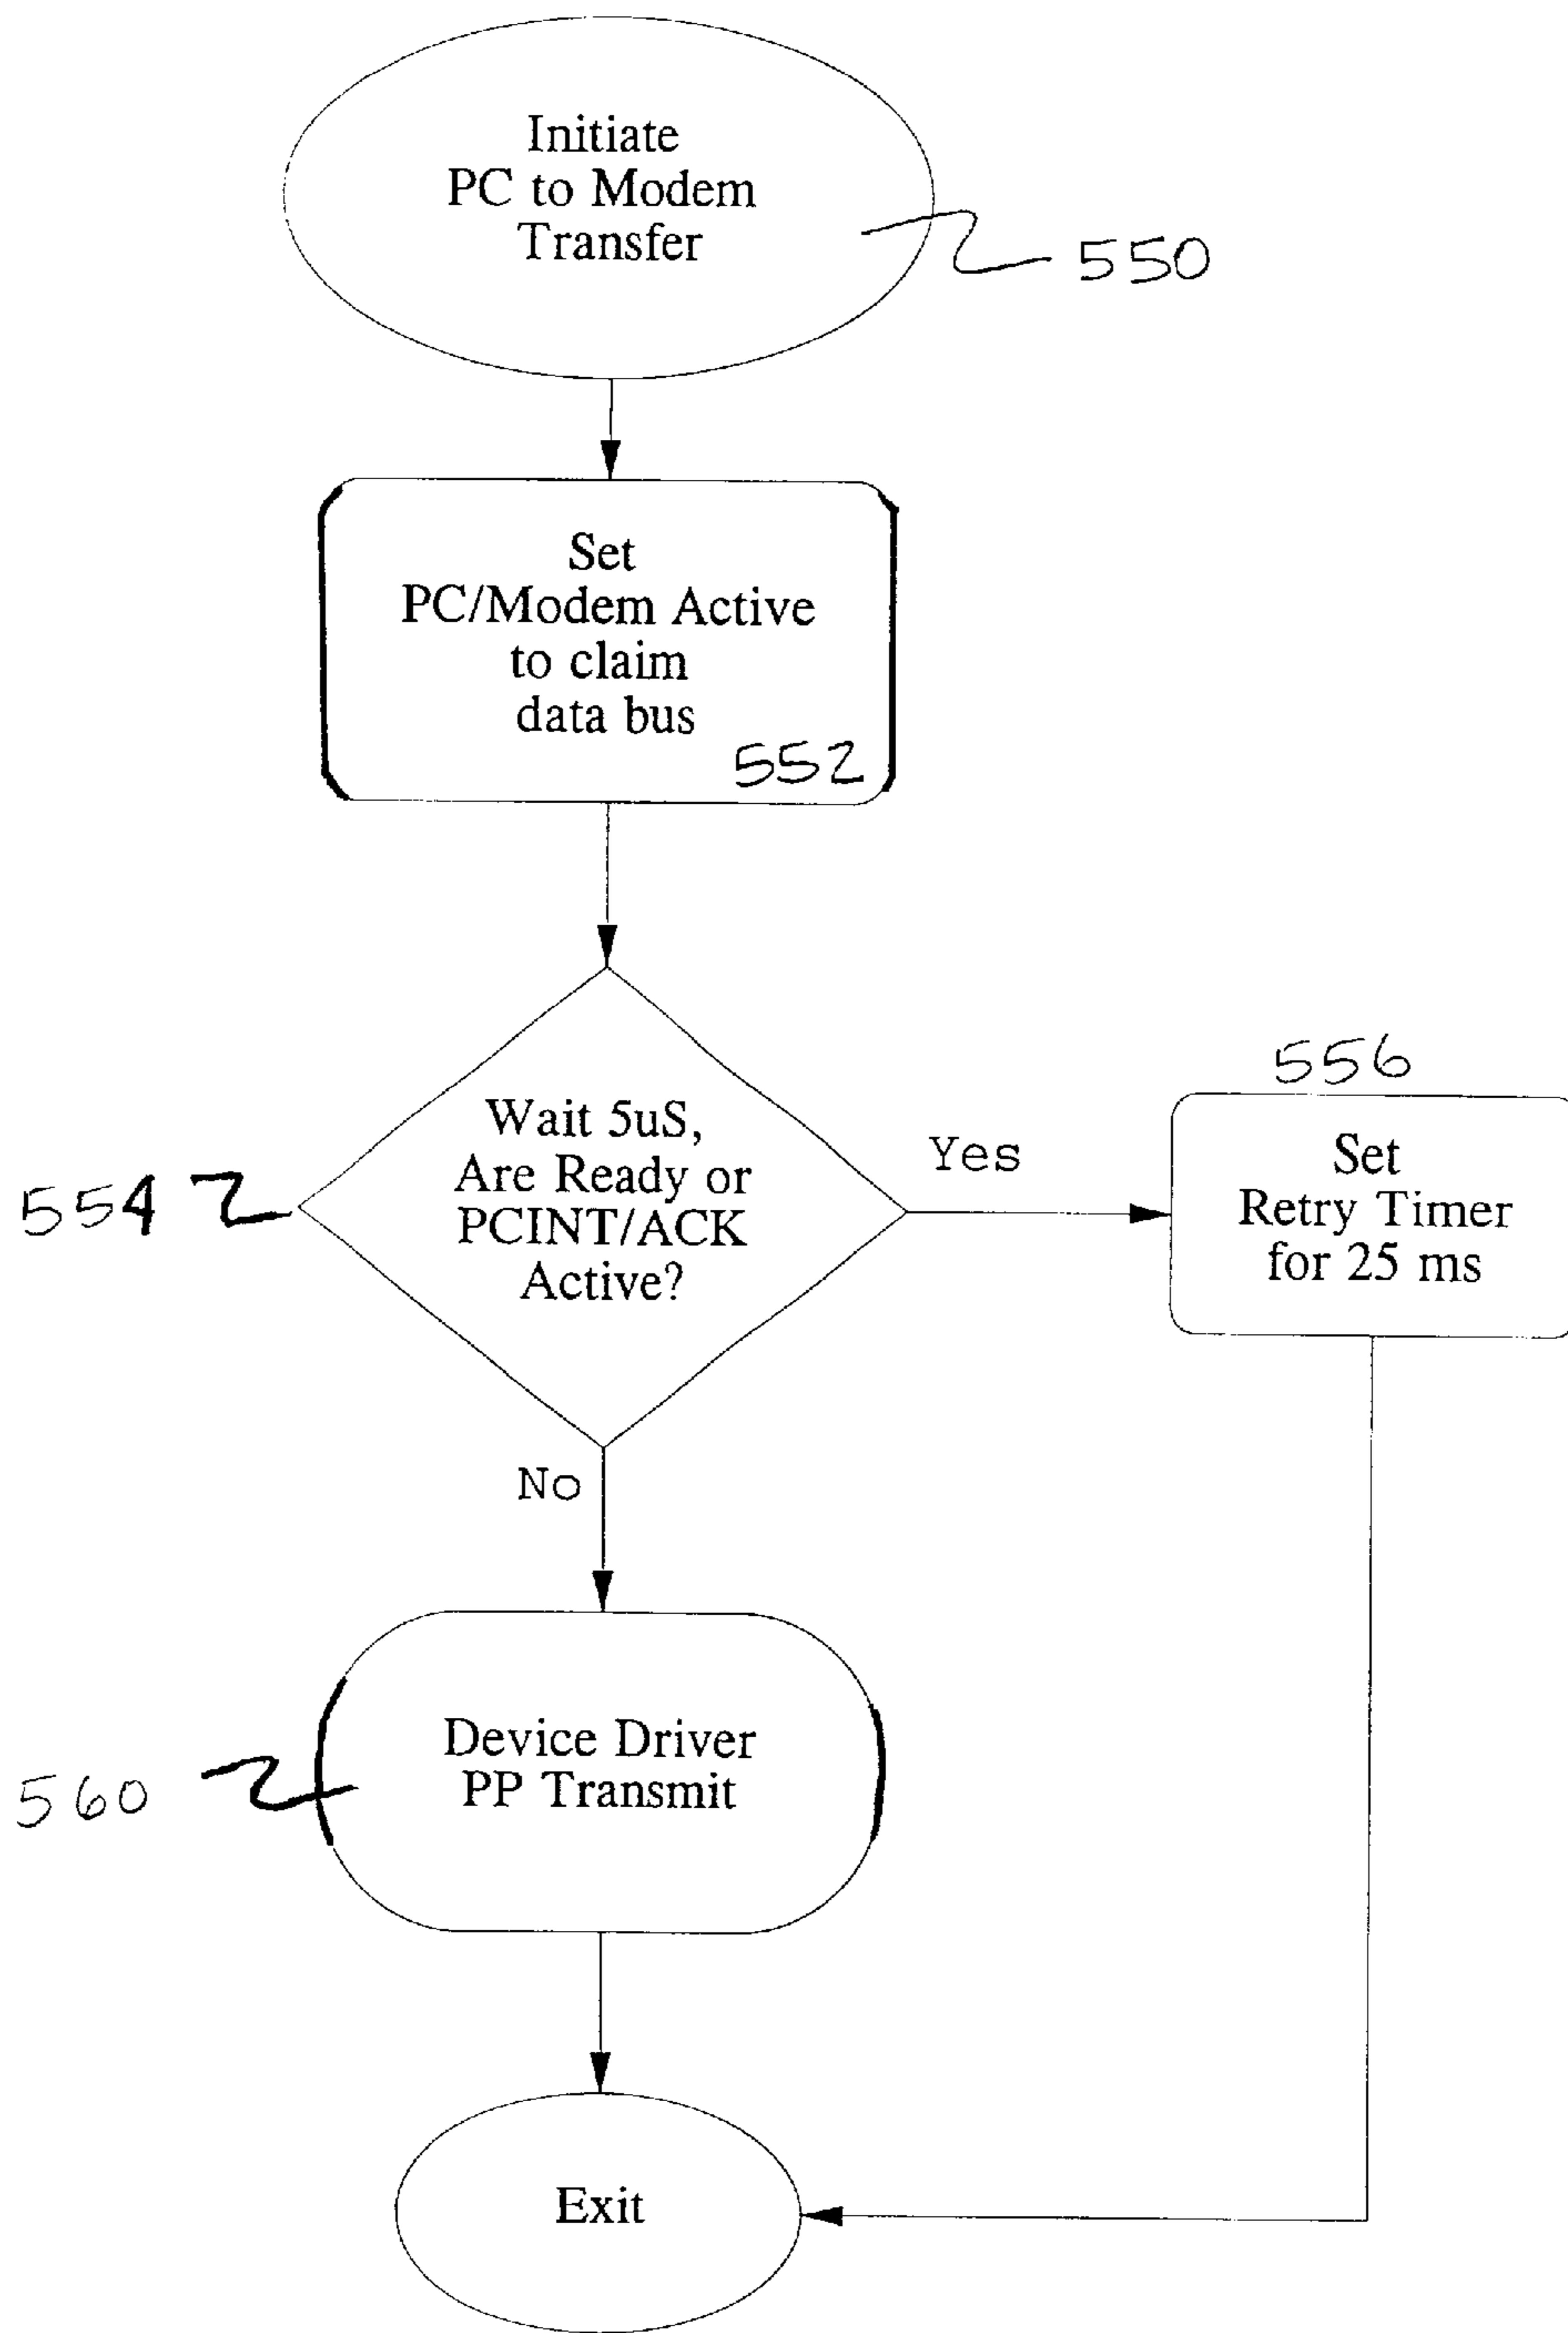 Initiate
PC to Modem
Transfer
550
Set
PC/Modem Active
to claim
data bus
552
Wait 5uS,
Are Ready or
PCINT/ACK
Active?
554
Yes
556
Set
Retry Timer
for 25 ms
No
Device Driver
PP Transmit
560
Exit